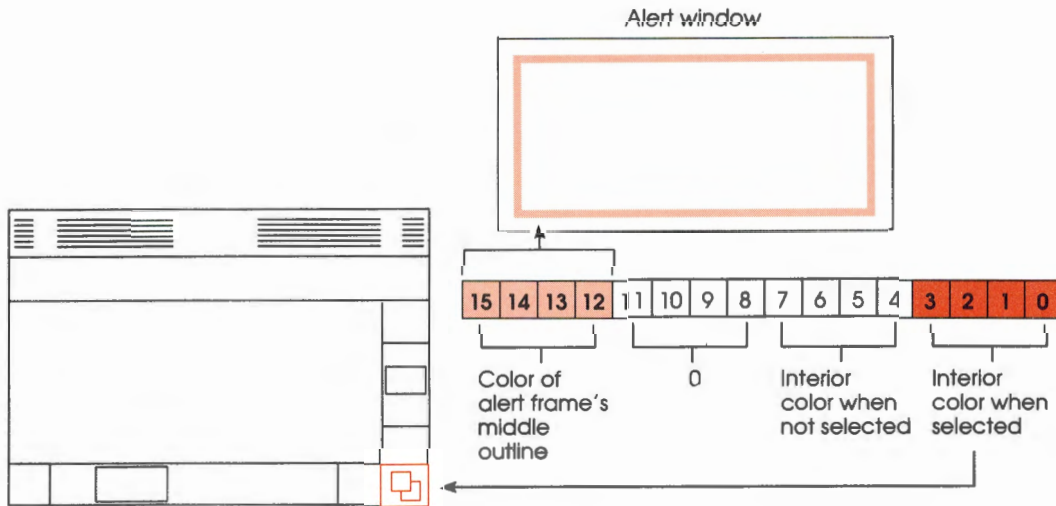 Alert window
15 14 13 12 11 10 9 8 7 6 5 4 3 2 1 0
Color of
alert frame's
middle
outline
0
Interior
color when
not selected
Interior
color when
selected